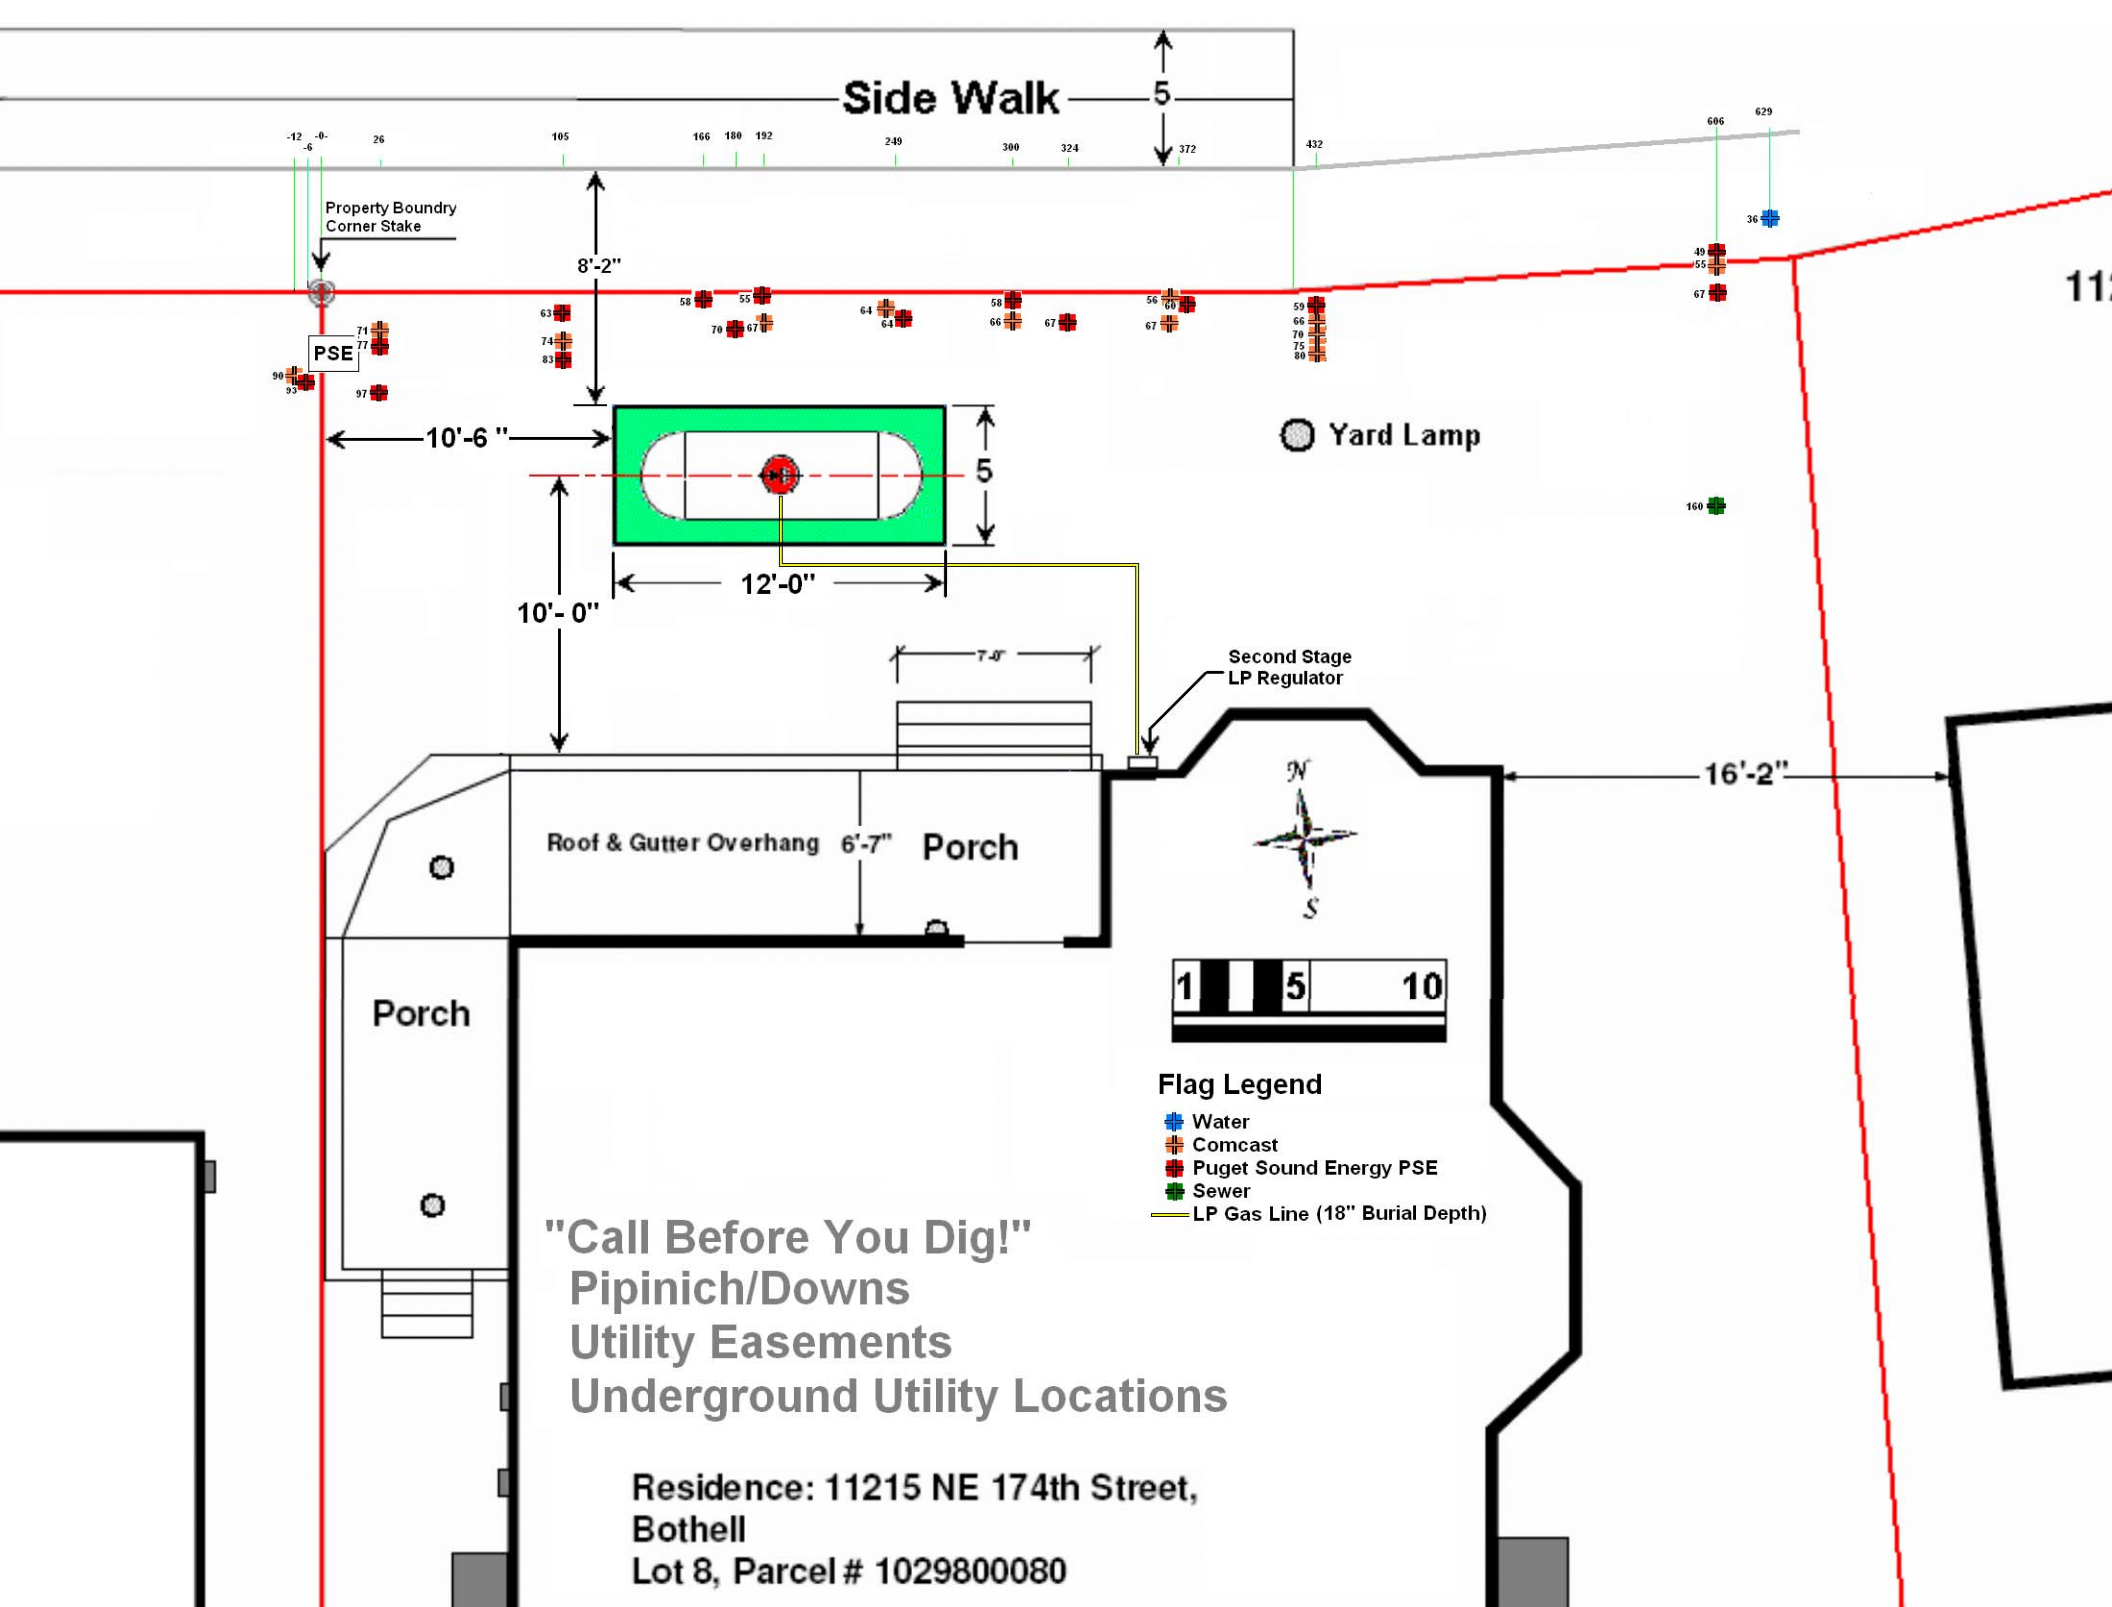 Side Walk
5
-12
-0-
-6
26
105
166
180
192
249
300
324
372
432
606
629
Property Boundry
Corner Stake
8'-2"
36
49
55
67
112
PSE
71
77
97
90
93
63
74
83
58
55
70
67
64
64
58
66
67
56
60
67
59
66
70
75
80
10'-6 "
5
Yard Lamp
160
12'-0"
10'- 0"
7'-0"
Second Stage
LP Regulator
16'-2"
N
S
Roof & Gutter Overhang
6'-7"
Porch
Porch
1 5 10
Flag Legend
Water
Comcast
Puget Sound Energy PSE
Sewer
LP Gas Line (18" Burial Depth)
"Call Before You Dig!"
Pipinich/Downs
Utility Easements
Underground Utility Locations
Residence: 11215 NE 174th Street,
Bothell
Lot 8, Parcel # 1029800080